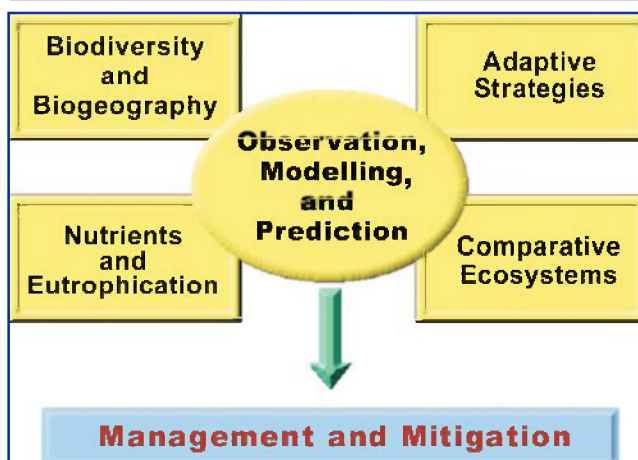 Biodiversity
and
Biogeography
Adaptive
Strategies
Observation,
Modelling,
and
Prediction
Nutrients
and
Eutrophication
Comparative
Ecosystems
Management and Mitigation